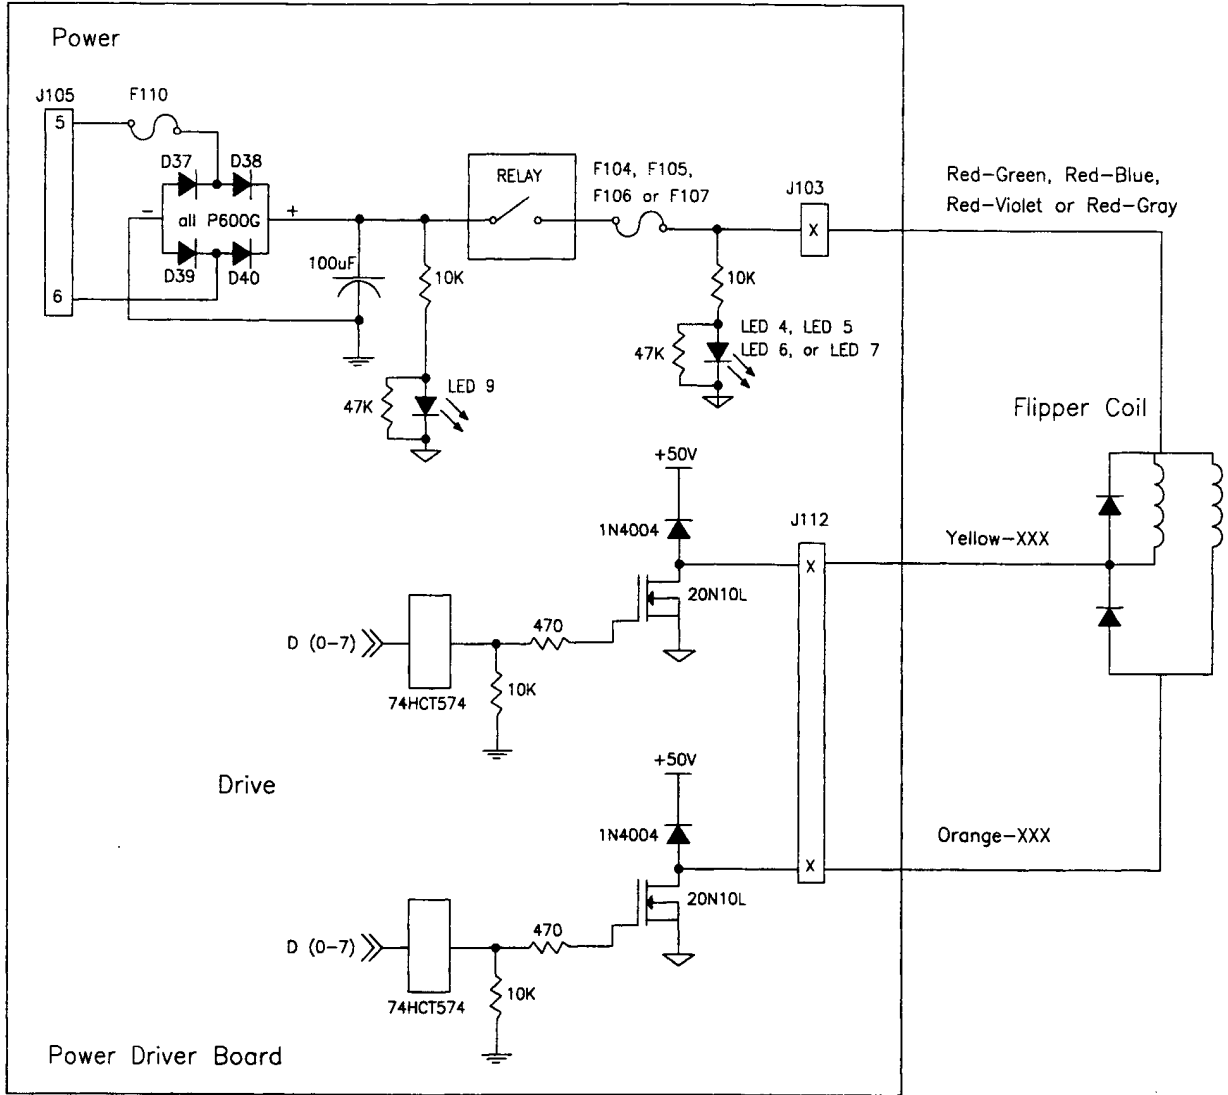 Power
J105
F110
5
D37
D38
- all P600G +
D39
D40
6
100uF
10K
RELAY
F104, F105,
F106 or F107
J103
X
Red-Green, Red-Blue,
Red-Violet or Red-Gray
10K
47K
LED 4, LED 5
LED 6, or LED 7
47K
LED 9
Flipper Coil
+50V
1N4004
J112
X
Yellow-XXX
20N10L
D (0-7)
470
74HCT574
10K
Drive
+50V
1N4004
X
Orange-XXX
20N10L
D (0-7)
470
74HCT574
10K
Power Driver Board